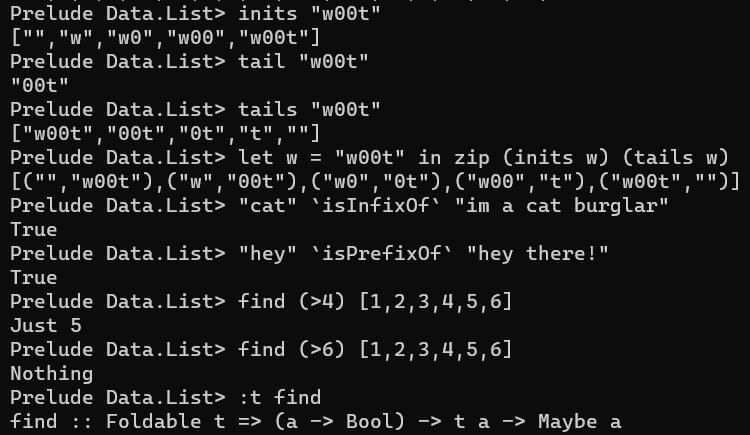 Prelude Data.List> inits "w00t"
["","w","w0","w00","w00t"]
Prelude Data.List> tail "w00t"
"00t"
Prelude Data.List> tails "w00t"
["w00t","00t","0t","t",""]
Prelude Data.List> let w = "w00t" in zip (inits w) (tails w)
[("","w00t"),("w","00t"),("w0","0t"),("w00","t"),("w00t","")]
Prelude Data.List> "cat" `isInfixOf` "im a cat burglar"
True
Prelude Data.List> "hey" `isPrefixOf` "hey there!"
True
Prelude Data.List> find (>4) [1,2,3,4,5,6]
Just 5
Prelude Data.List> find (>6) [1,2,3,4,5,6]
Nothing
Prelude Data.List> :t find
find :: Foldable t => (a -> Bool) -> t a -> Maybe a